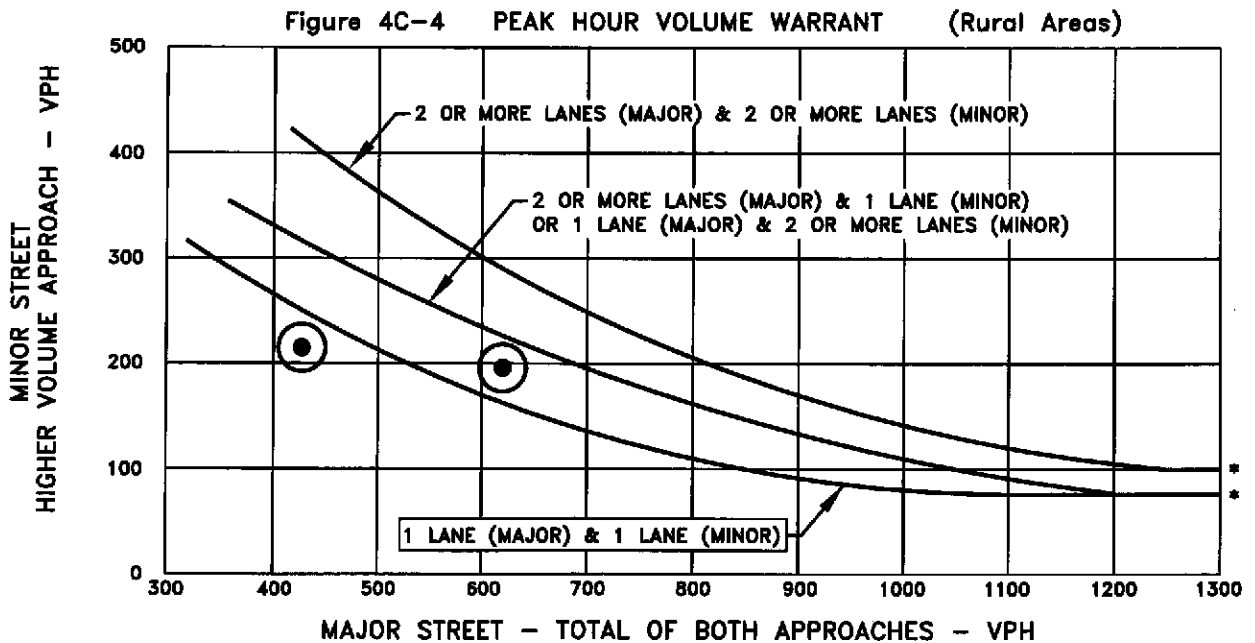 Figure 4C-4 PEAK HOUR VOLUME WARRANT (Rural Areas)
MINOR STREET
HIGHER VOLUME APPROACH - VPH
500
400
300
200
100
0
2 OR MORE LANES (MAJOR) & 2 OR MORE LANES (MINOR)
2 OR MORE LANES (MAJOR) & 1 LANE (MINOR)
OR 1 LANE (MAJOR) & 2 OR MORE LANES (MINOR)
1 LANE (MAJOR) & 1 LANE (MINOR)
*
*
300 400 500 600 700 800 900 1000 1100 1200 1300
MAJOR STREET - TOTAL OF BOTH APPROACHES - VPH